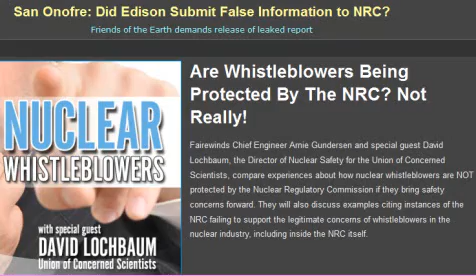 San Onofre: Did Edison Submit False Information to NRC?
Friends of the Earth demands release of leaked report
NUCLEAR
WHISTLEBLOWERS
with special guest
DAVID LOCHBAUM
Union of Concerned Scientists
Are Whistleblowers Being
Protected By The NRC? Not
Really!
Fairewinds Chief Engineer Arnie Gundersen and special guest David
Lochbaum, the Director of Nuclear Safety for the Union of Concerned
Scientists, compare experiences about how nuclear whistleblowers are NOT
protected by the Nuclear Regulatory Commission if they bring safety
concerns forward. They will also discuss examples citing instances of the
NRC failing to support the legitimate concerns of whistleblowers in the
nuclear industry, including inside the NRC itself.